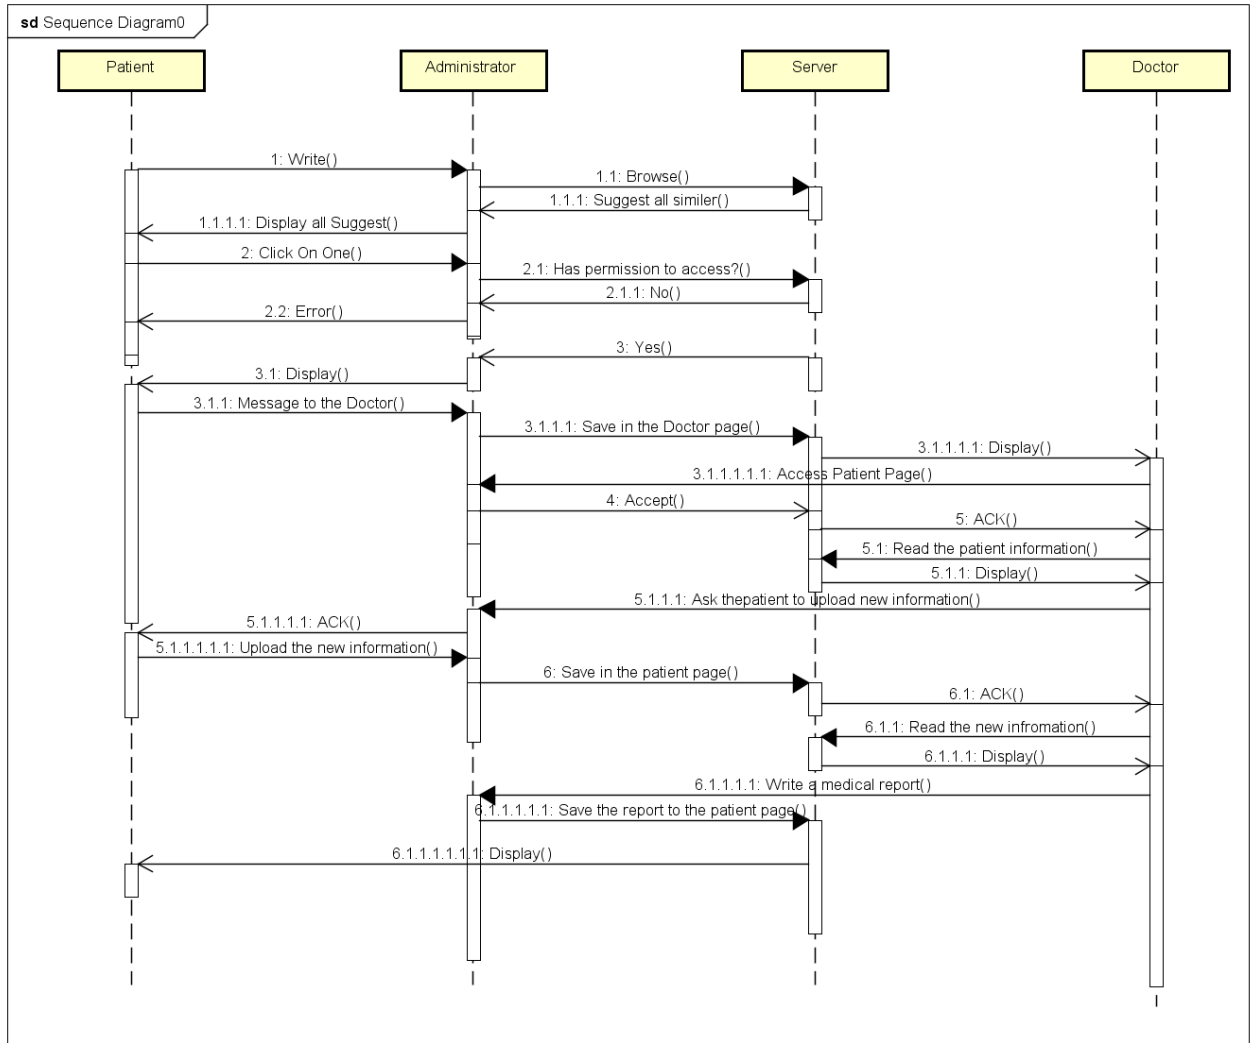 sd Sequence Diagram0
Patient
Administrator
Server
Doctor
1: Write()
1.1: Browse()
1.1.1: Suggest all similer()
1.1.1.1: Display all Suggest()
2: Click On One()
2.1: Has permission to access?()
2.1.1: No()
2.2: Error()
3: Yes()
3.1: Display()
3.1.1: Message to the Doctor()
3.1.1.1: Save in the Doctor page()
3.1.1.1.1: Display()
3.1.1.1.1.1: Access Patient Page()
4: Accept()
5: ACK()
5.1: Read the patient information()
5.1.1: Display()
5.1.1.1: Ask thepatient to upload new information()
5.1.1.1.1: ACK()
5.1.1.1.1.1: Upload the new information()
6: Save in the patient page()
6.1: ACK()
6.1.1: Read the new infromation()
6.1.1.1: Display()
6.1.1.1.1: Write a medical report()
6.1.1.1.1.1: Save the report to the patient page()
6.1.1.1.1.1.1: Display()